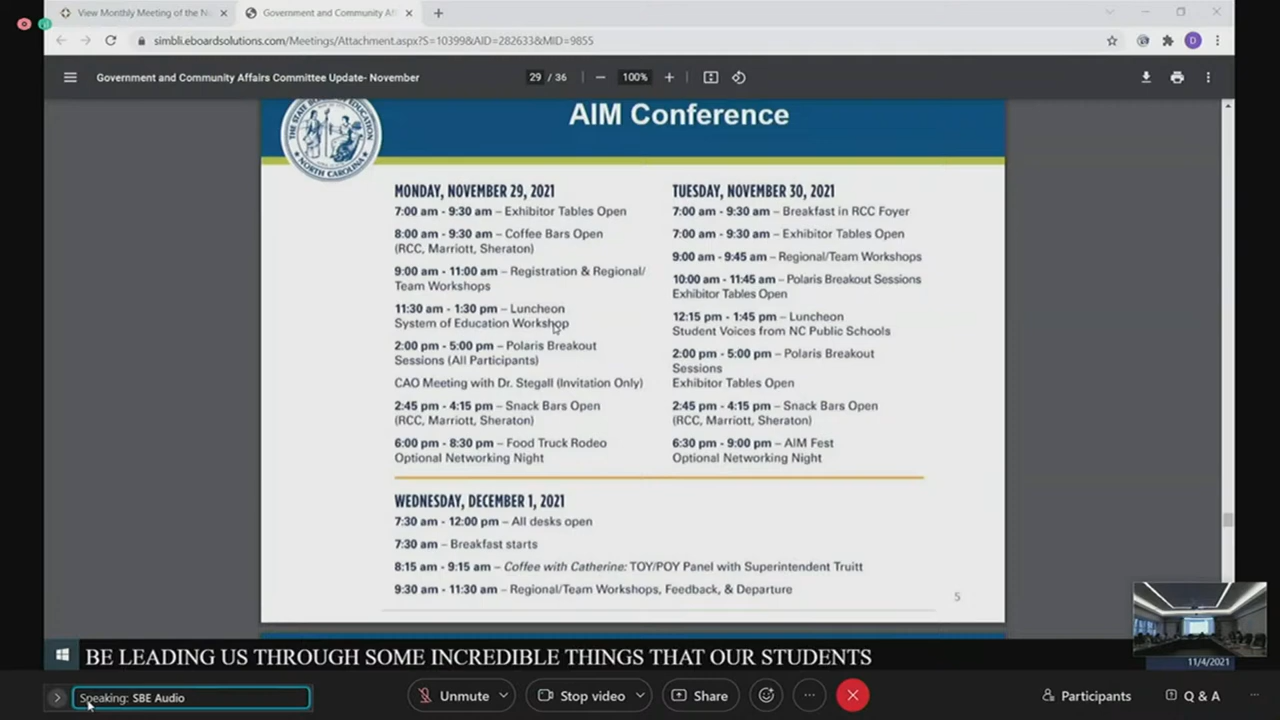 View Monthly Meeting of the N
Government and Community Af
simbli.eboardsolutions.com/Meetings/Attachment.aspx?S=10399&AID=282633&MID=9855
D
Government and Community Affairs Committee Update- November
29 / 36
100%
THE STATE BOARD OF EDUCATION
NORTH CAROLINA
AIM Conference
MONDAY, NOVEMBER 29, 2021
7:00 am - 9:30 am – Exhibitor Tables Open
8:00 am - 9:30 am – Coffee Bars Open
(RCC, Marriott, Sheraton)
9:00 am - 11:00 am – Registration & Regional/
Team Workshops
11:30 am - 1:30 pm – Luncheon
System of Education Workshop
2:00 pm - 5:00 pm – Polaris Breakout
Sessions (All Participants)
CAO Meeting with Dr. Stegall (Invitation Only)
2:45 pm - 4:15 pm – Snack Bars Open
(RCC, Marriott, Sheraton)
6:00 pm - 8:30 pm – Food Truck Rodeo
Optional Networking Night
TUESDAY, NOVEMBER 30, 2021
7:00 am - 9:30 am – Breakfast in RCC Foyer
7:00 am - 9:30 am – Exhibitor Tables Open
9:00 am - 9:45 am – Regional/Team Workshops
10:00 am - 11:45 am – Polaris Breakout Sessions
Exhibitor Tables Open
12:15 pm - 1:45 pm – Luncheon
Student Voices from NC Public Schools
2:00 pm - 5:00 pm – Polaris Breakout
Sessions
Exhibitor Tables Open
2:45 pm - 4:15 pm – Snack Bars Open
(RCC, Marriott, Sheraton)
6:30 pm - 9:00 pm – AIM Fest
Optional Networking Night
WEDNESDAY, DECEMBER 1, 2021
7:30 am - 12:00 pm – All desks open
7:30 am – Breakfast starts
8:15 am - 9:15 am – Coffee with Catherine: TOY/POY Panel with Superintendent Truitt
9:30 am - 11:30 am – Regional/Team Workshops, Feedback, & Departure
5
BE LEADING US THROUGH SOME INCREDIBLE THINGS THAT OUR STUDENTS
11/4/2021
Speaking: SBE Audio
Unmute
Stop video
Share
Participants
Q & A